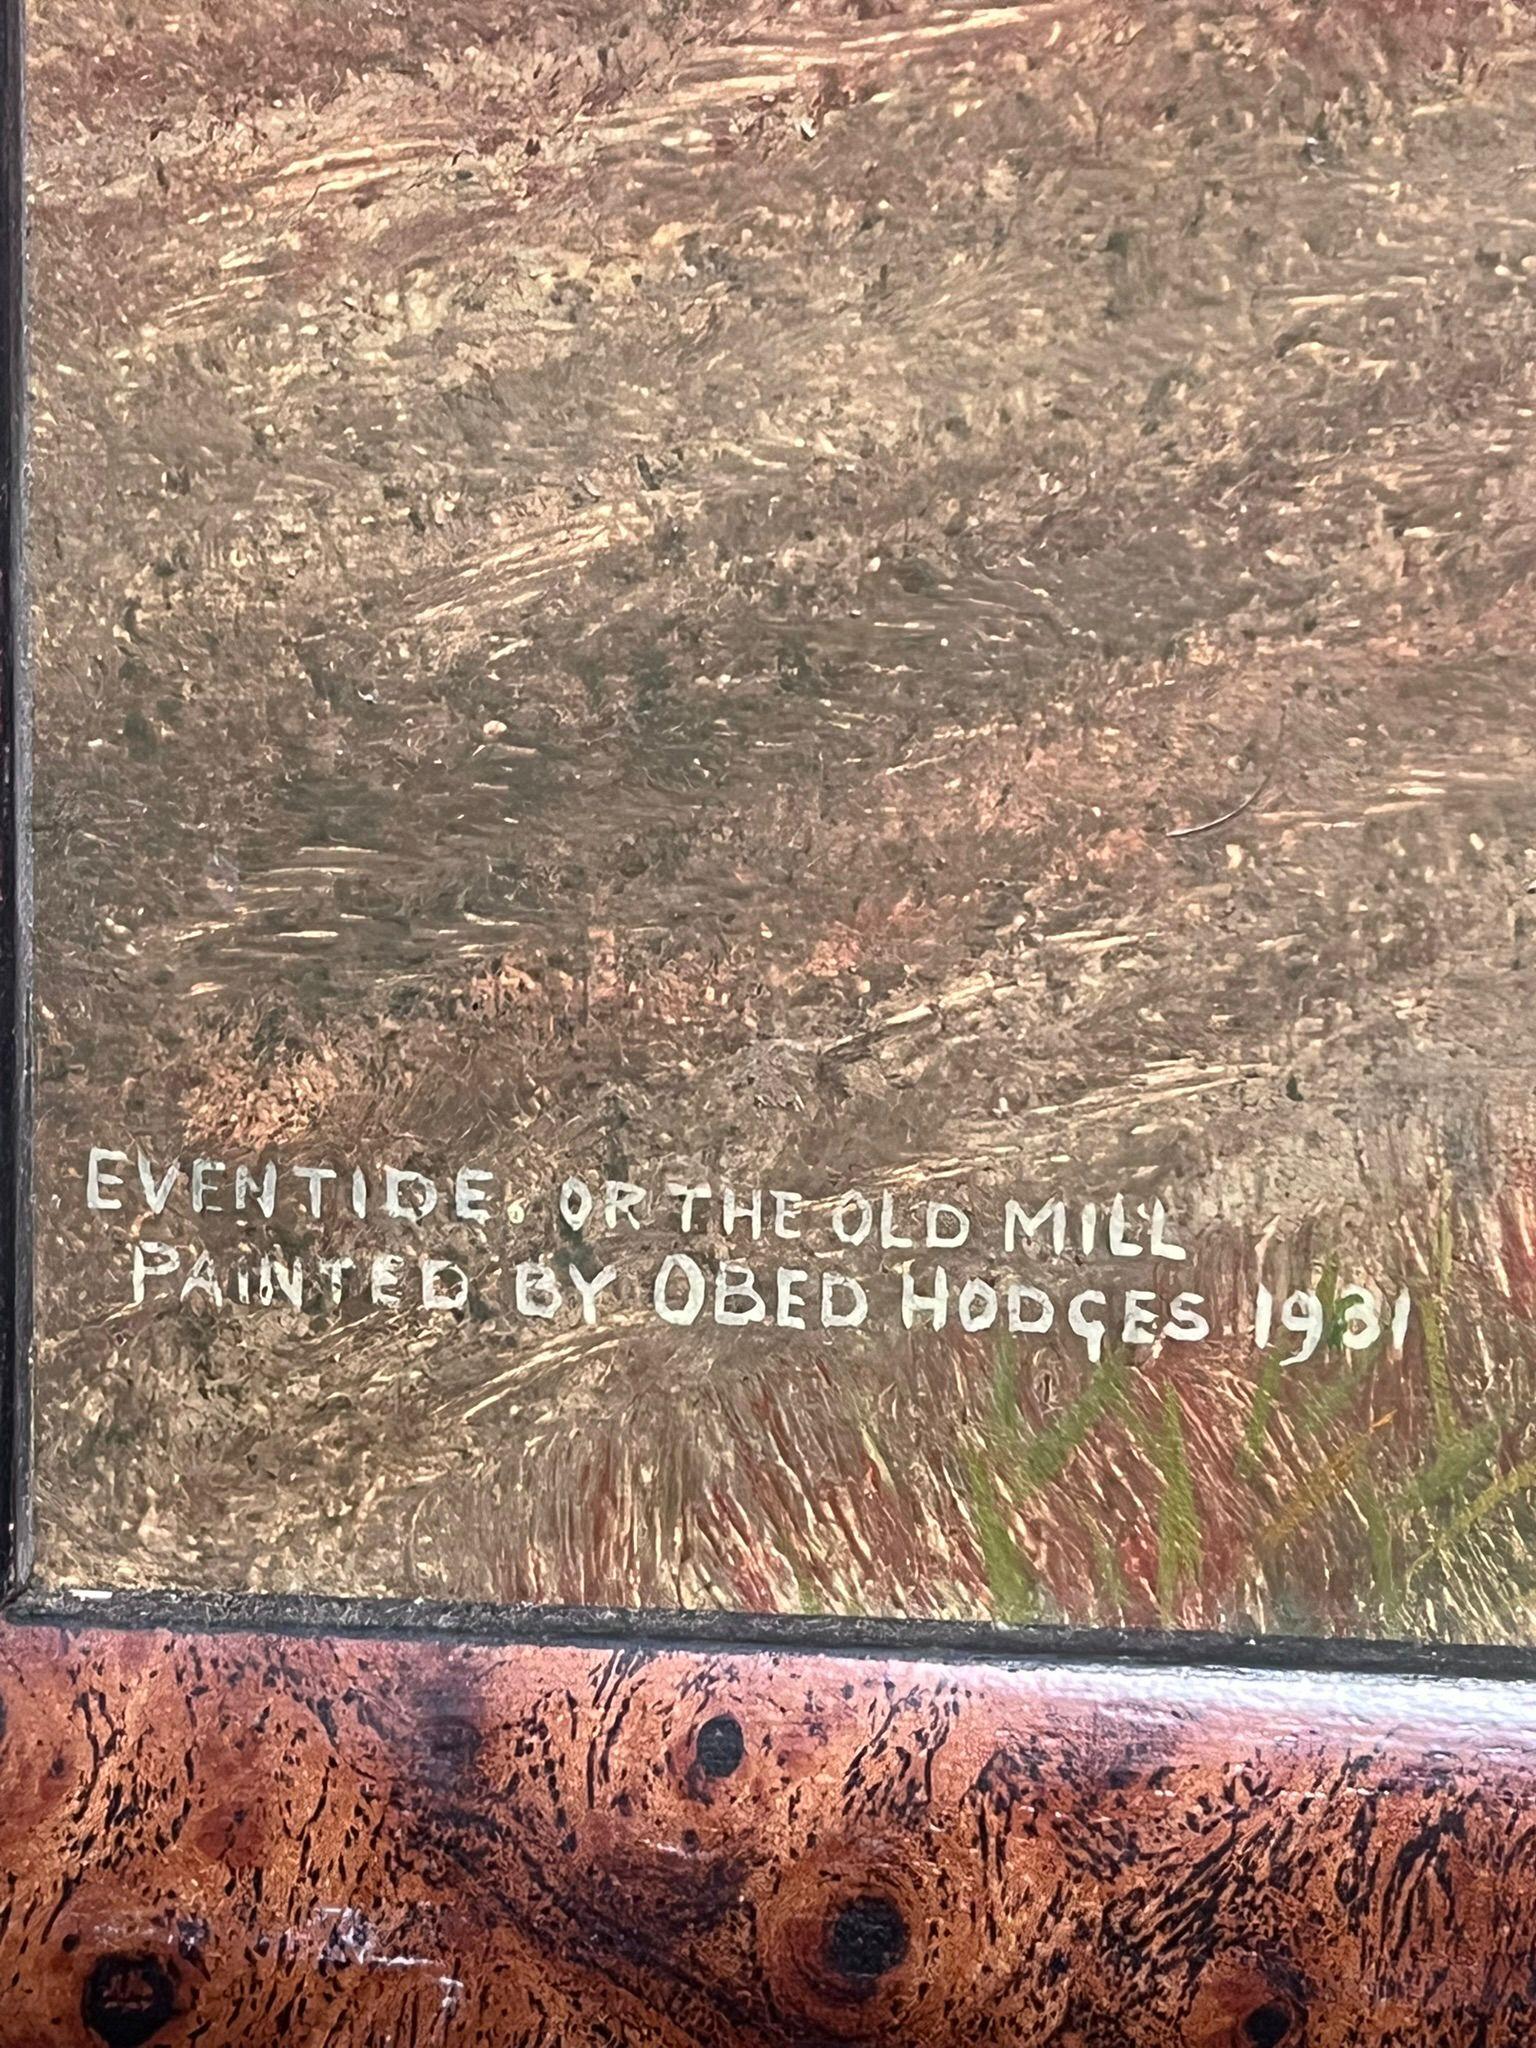 EVENTIDE. OR THE OLD MILL
PAINTED BY OBED HODGES 1931